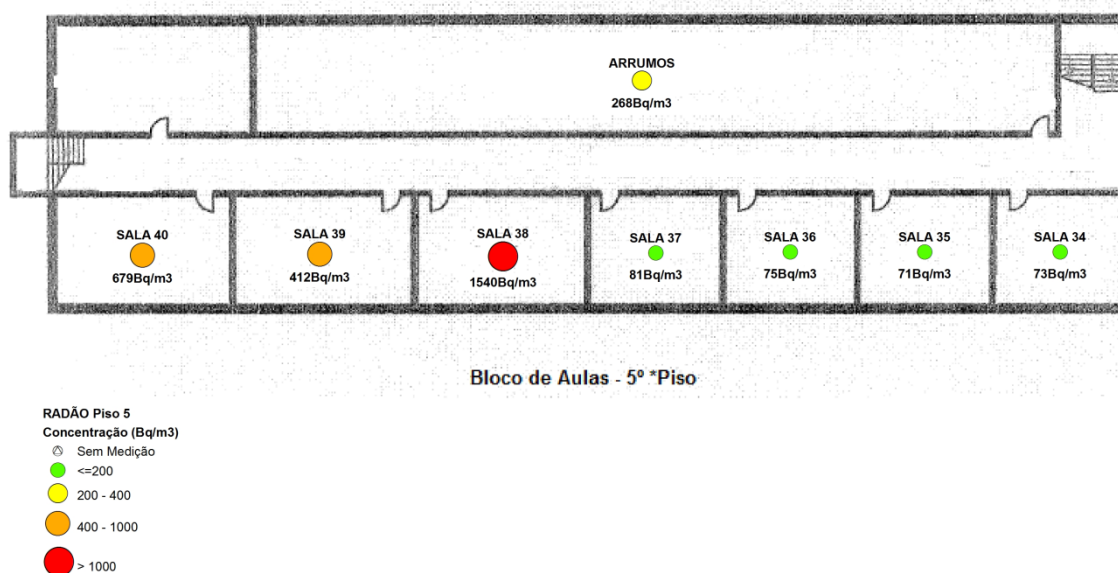 ARRUMOS
268Bq/m3
SALA 40
679Bq/m3
SALA 39
412Bq/m3
SALA 38
1540Bq/m3
SALA 37
81Bq/m3
SALA 36
75Bq/m3
SALA 35
71Bq/m3
SALA 34
73Bq/m3
Bloco de Aulas - 5º *Piso
RADÃO Piso 5
Concentração (Bq/m3)
Sem Medição
<=200
200 - 400
400 - 1000
> 1000